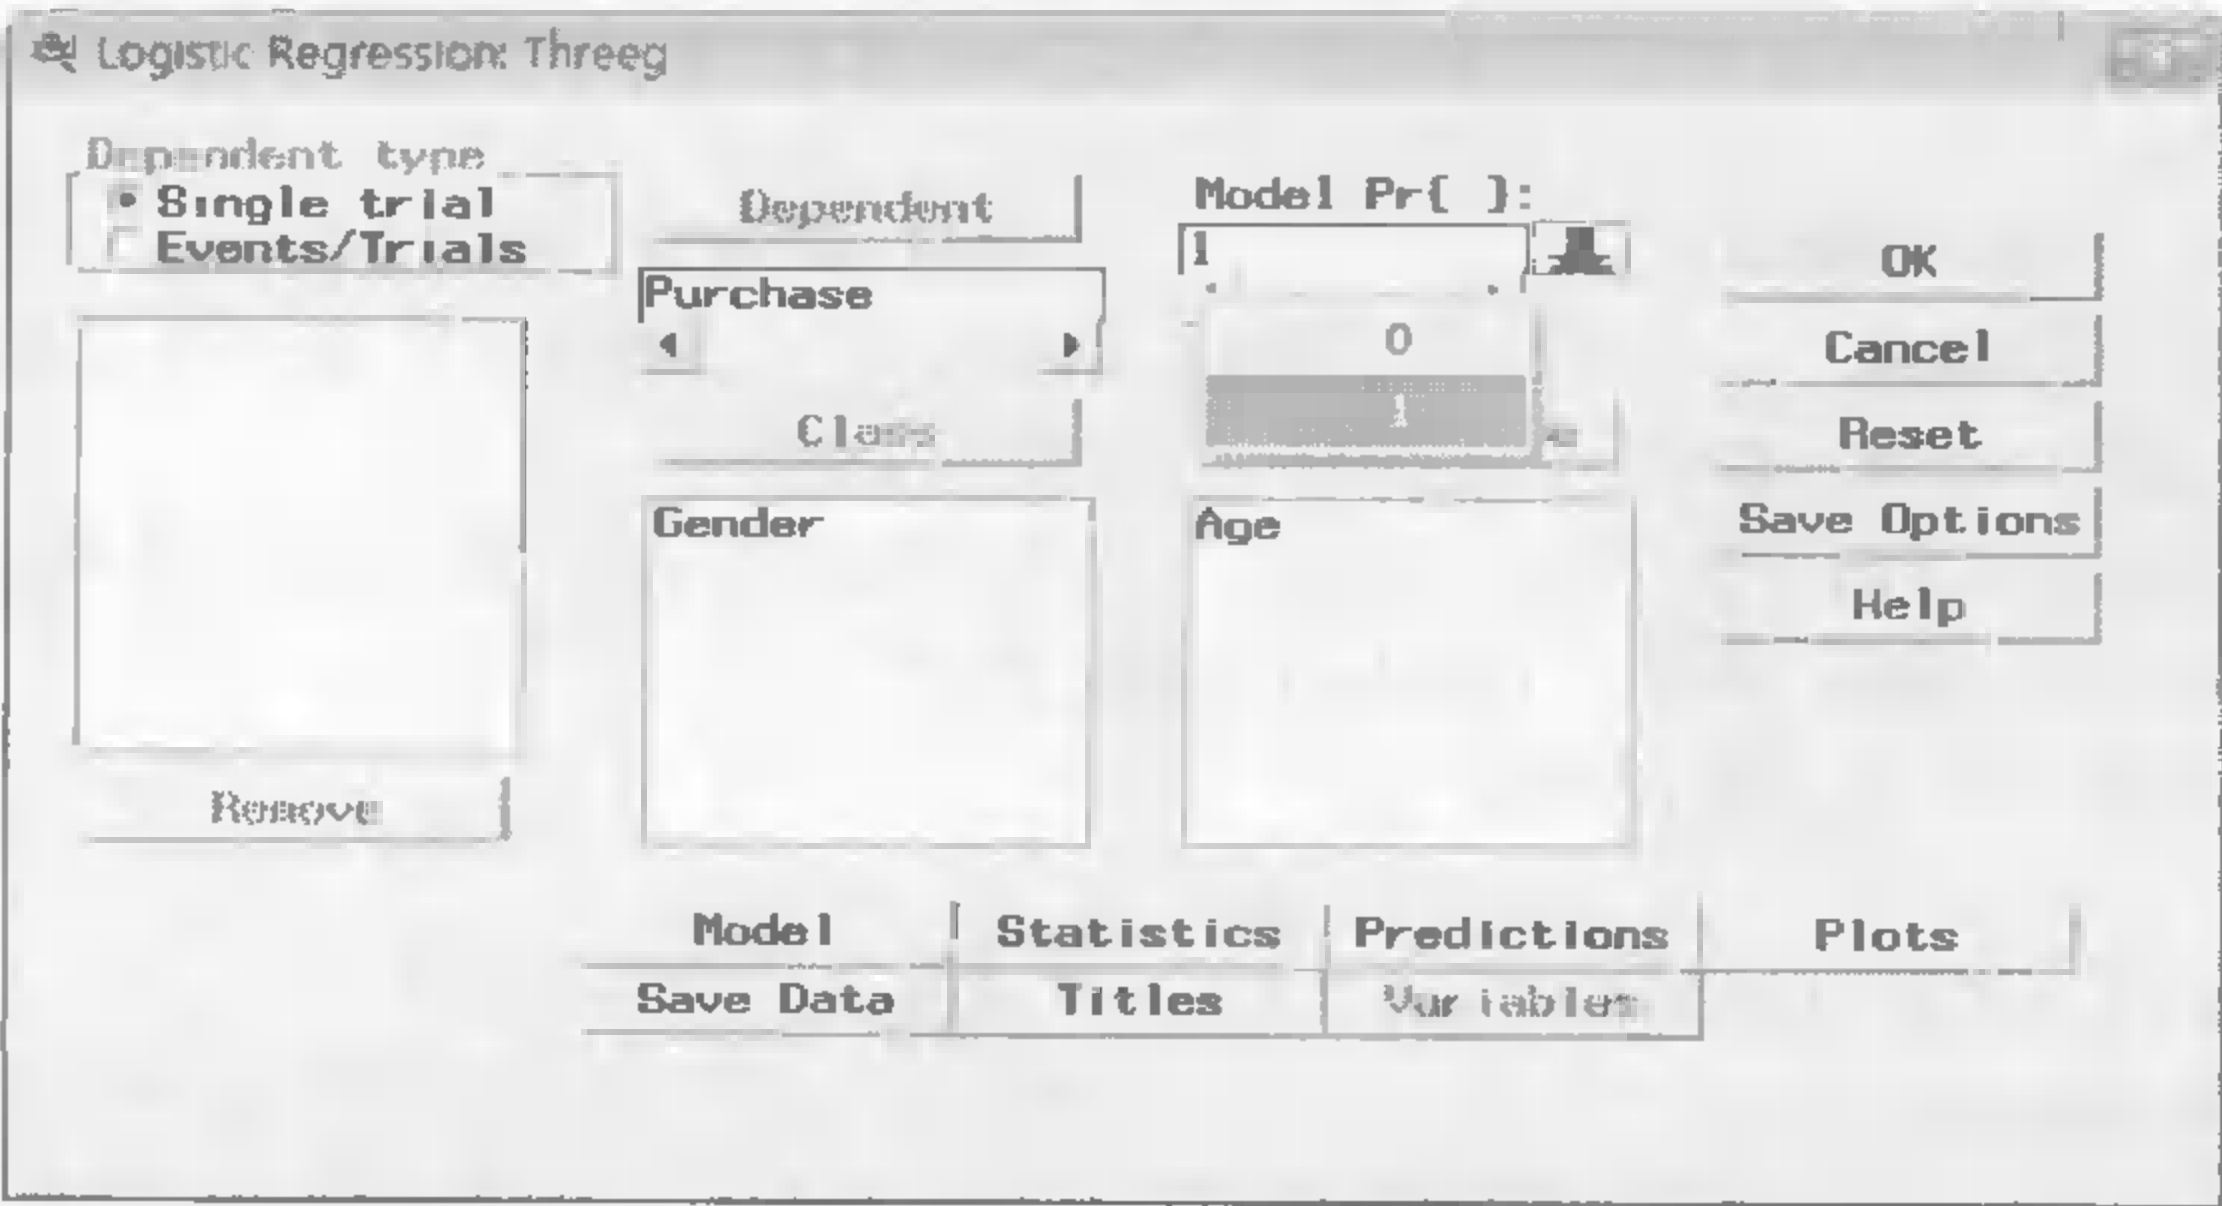 Logistic Regression: Threeg
Dependent type
Single trial
Events/Trials
Dependent
Purchase
Class
Gender
Model Pr{ }:
1
0
1
Age
OK
Cancel
Reset
Save Options
Help
Remove
Model Statistics Predictions Plots
Save Data Titles Variables